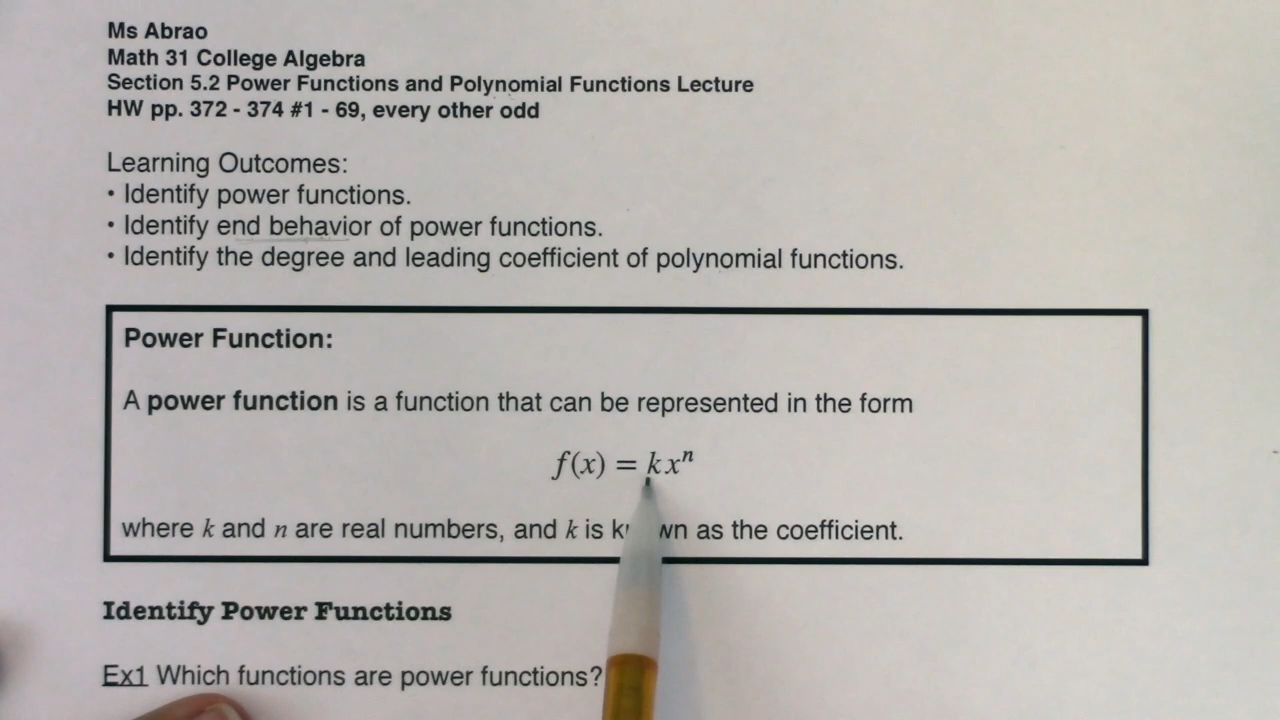 Ms Abrao
Math 31 College Algebra
Section 5.2 Power Functions and Polynomial Functions Lecture
HW pp. 372 - 374 #1 - 69, every other odd
Learning Outcomes:
• Identify power functions.
• Identify end behavior of power functions.
• Identify the degree and leading coefficient of polynomial functions.
Power Function:
A power function is a function that can be represented in the form
f(x) = kxⁿ
where k and n are real numbers, and k is known as the coefficient.
Identify Power Functions
Ex1 Which functions are power functions?